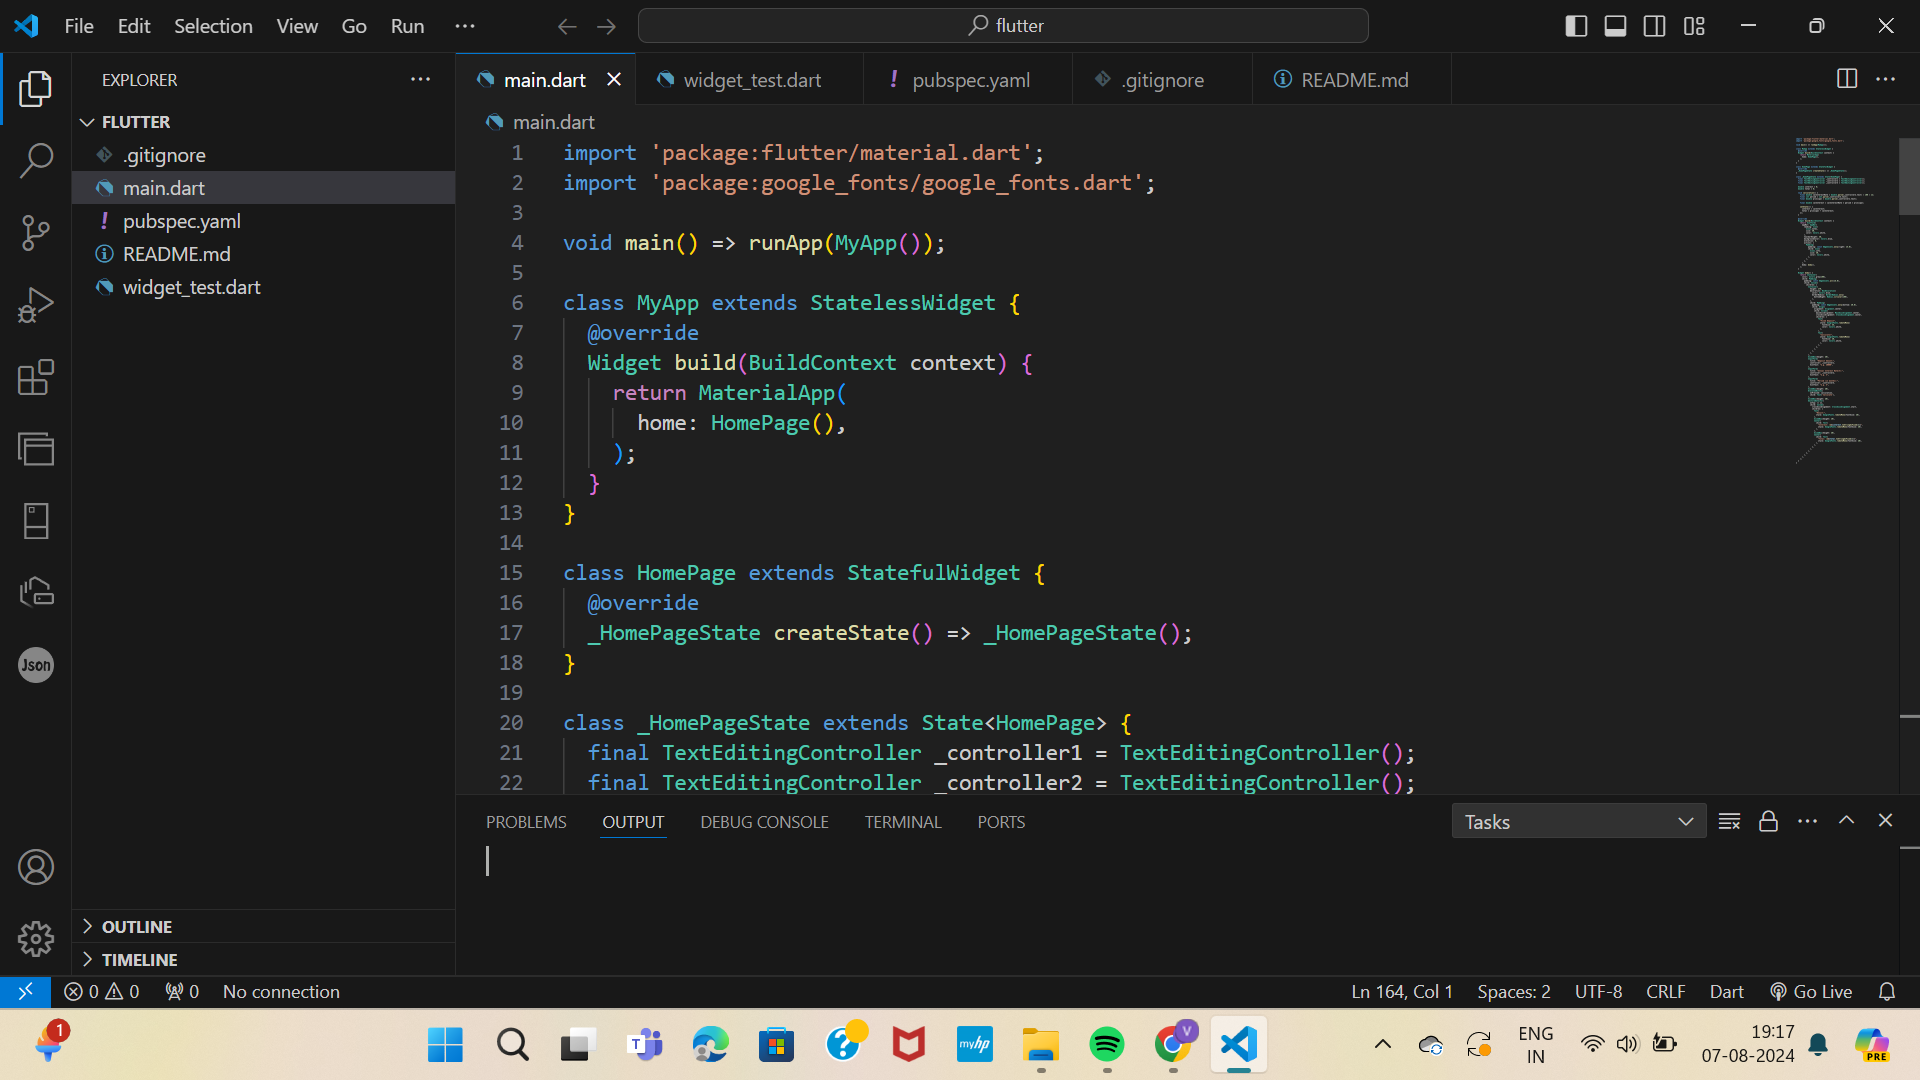 File Edit Selection View Go Run
flutter
EXPLORER
FLUTTER
.gitignore
main.dart
pubspec.yaml
README.md
widget_test.dart
OUTLINE
TIMELINE
Json
main.dart
widget_test.dart
pubspec.yaml
.gitignore
README.md
main.dart
1 import 'package:flutter/material.dart';
2 import 'package:google_fonts/google_fonts.dart';
3
4 void main() => runApp(MyApp());
5
6 class MyApp extends StatelessWidget {
7 @override
8 Widget build(BuildContext context) {
9 return MaterialApp(
10 home: HomePage(),
11 );
12 }
13 }
14
15 class HomePage extends StatefulWidget {
16 @override
17 _HomePageState createState() => _HomePageState();
18 }
19
20 class _HomePageState extends State<HomePage> {
21 final TextEditingController _controller1 = TextEditingController();
22 final TextEditingController _controller2 = TextEditingController();
PROBLEMS OUTPUT DEBUG CONSOLE TERMINAL PORTS
Tasks
0 0 0 No connection
Ln 164, Col 1 Spaces: 2 UTF-8 CRLF Dart Go Live
1
T
myhp
V
ENG
IN
19:17
07-08-2024
PRE